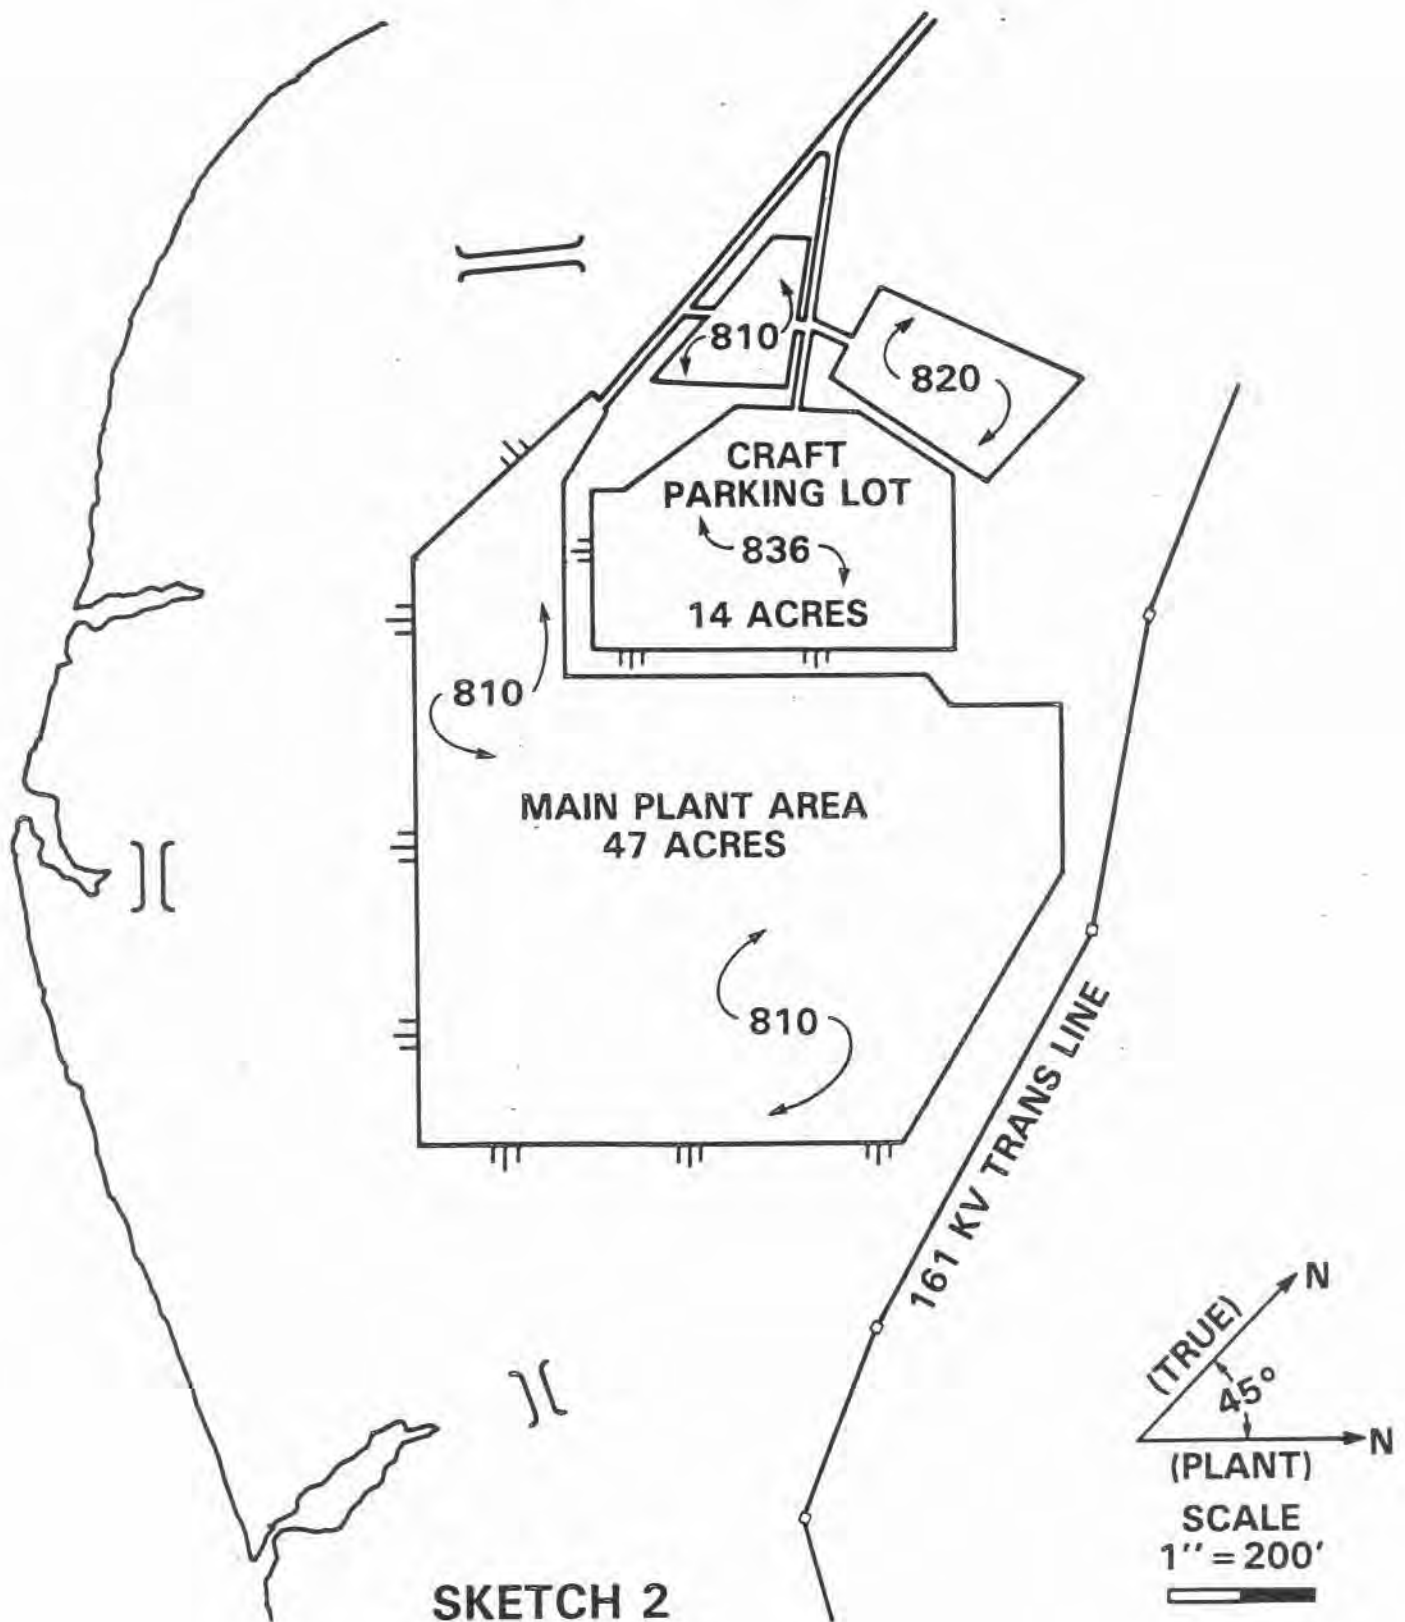 810
820
CRAFT
PARKING LOT
836
14 ACRES
810
MAIN PLANT AREA
47 ACRES
810
161 KV TRANS LINE
N
(TRUE)
45°
N
(PLANT)
SCALE
1" = 200'
SKETCH 2